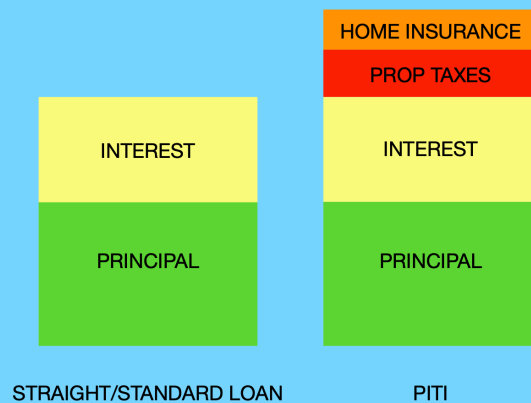 HOME INSURANCE
PROP TAXES
INTEREST
INTEREST
PRINCIPAL
PRINCIPAL
STRAIGHT/STANDARD LOAN
PITI